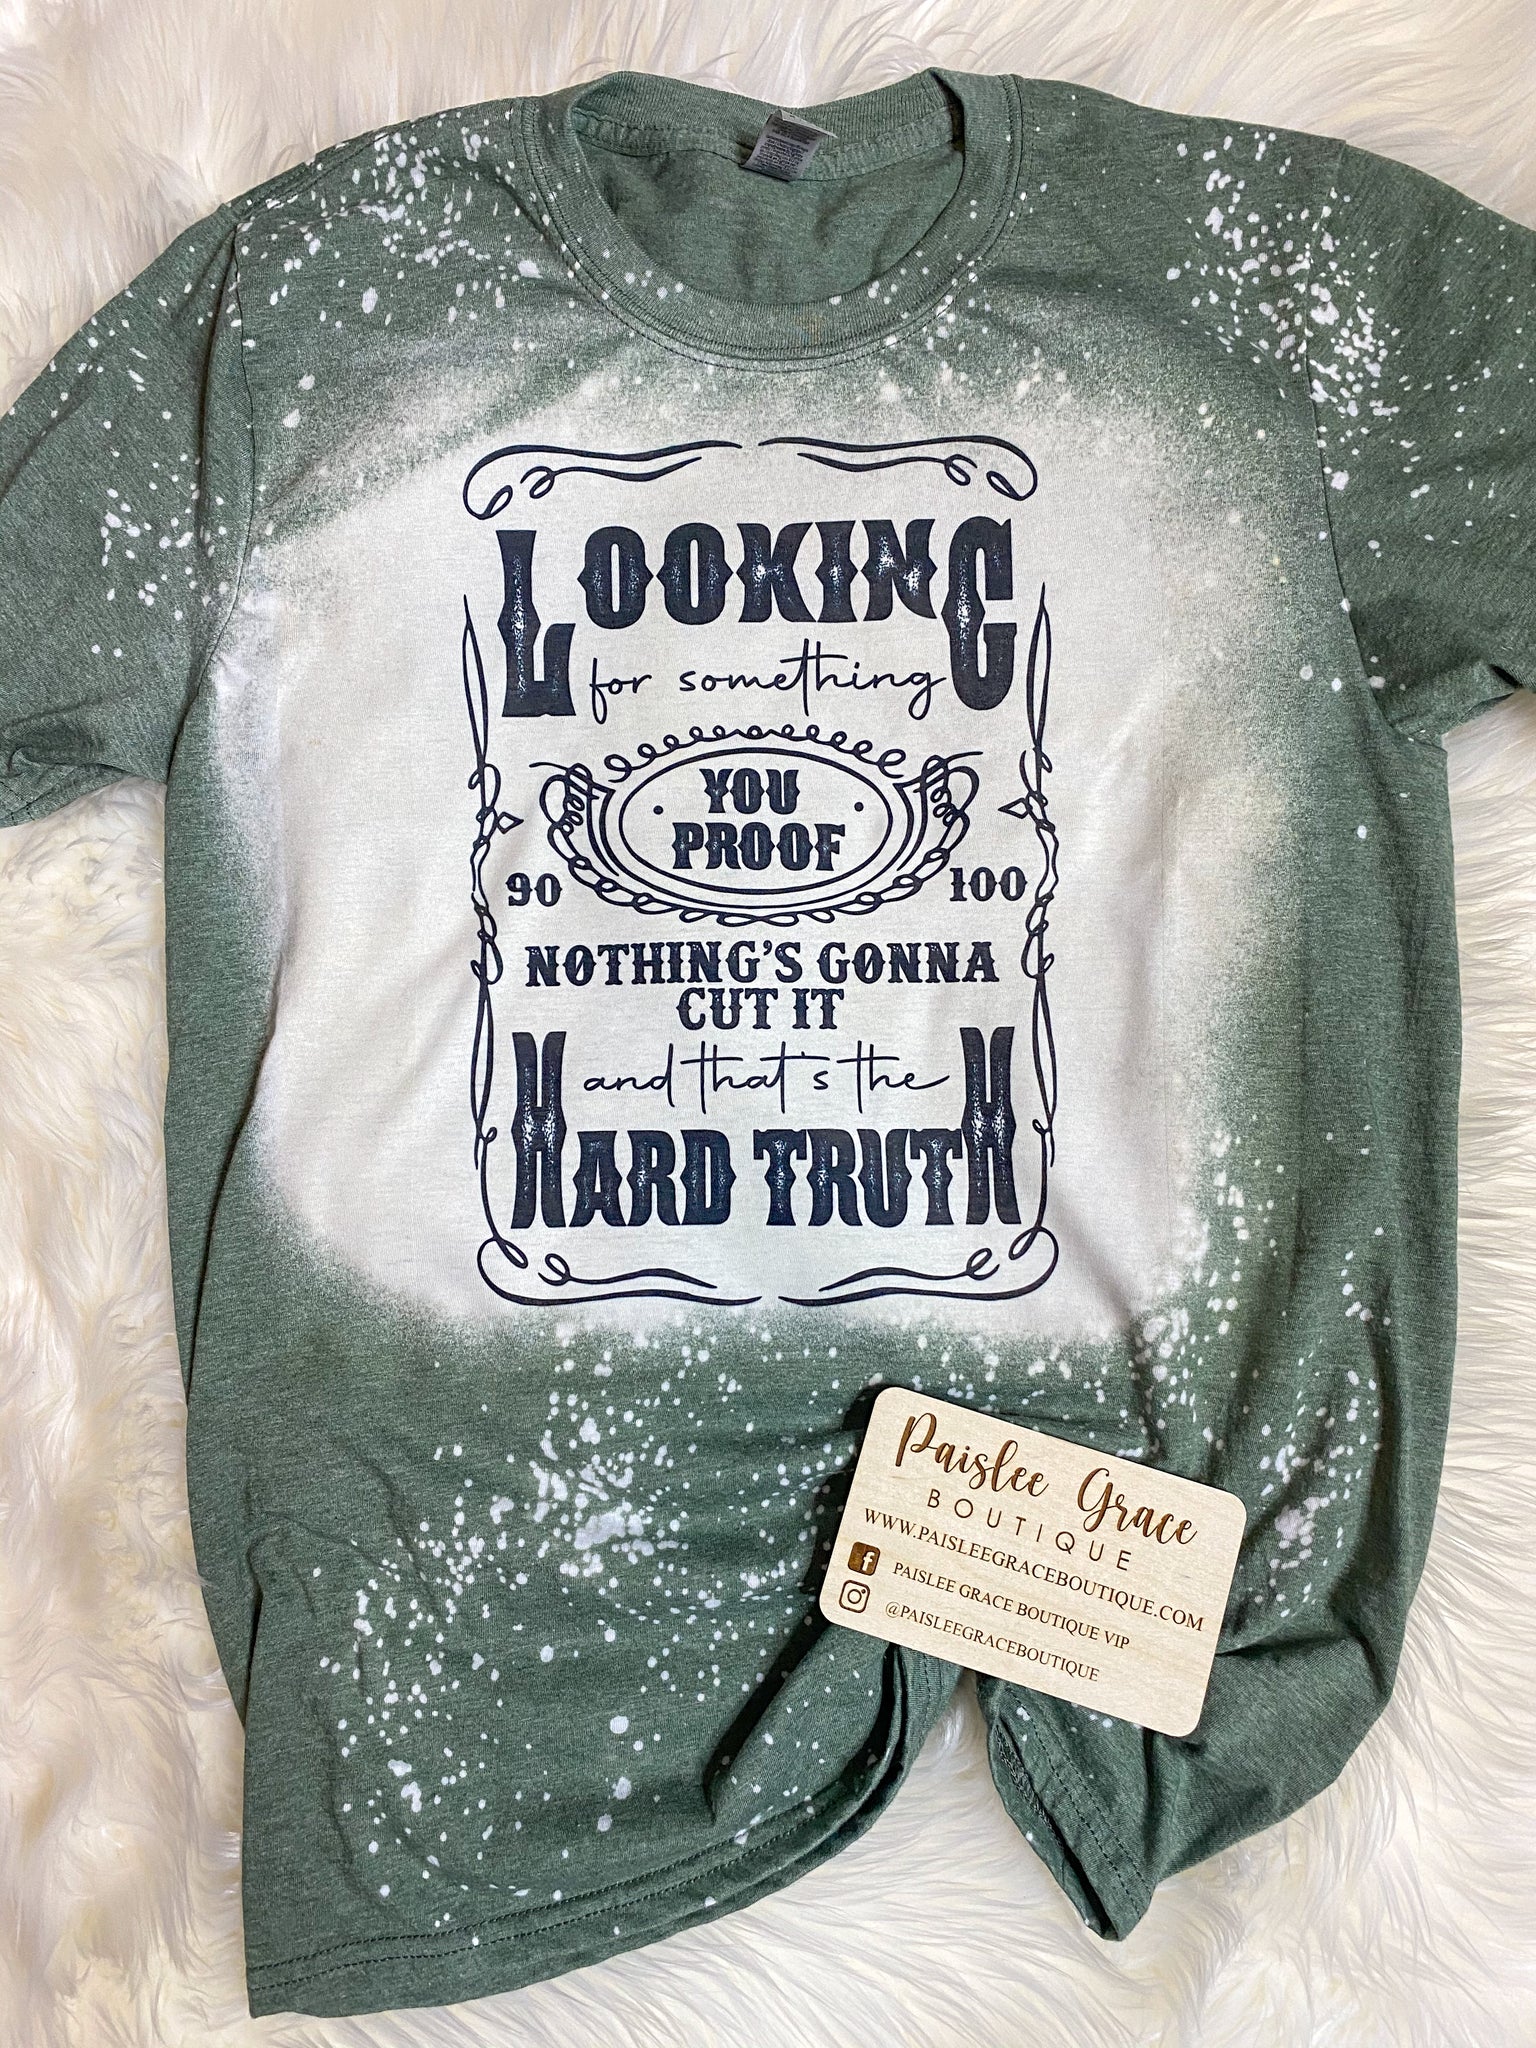 LOOKING
for something
YOU
PROOF
90 100
NOTHING'S GONNA
CUT IT
and that's the
HARD TRUTH
Paislee Grace
BOUTIQUE
WWW.PAISLEEGRACEBOUTIQUE.COM
PAISLEE GRACE BOUTIQUE VIP
@PAISLEEGRACEBOUTIQUE